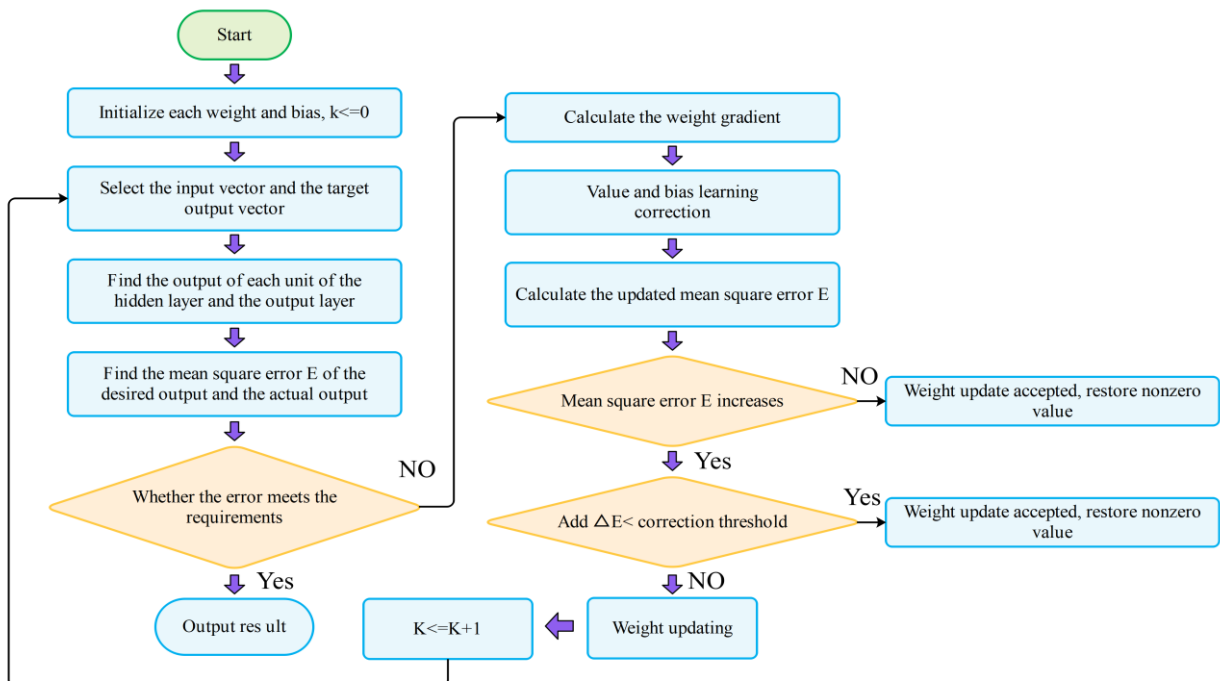 Start
Initialize each weight and bias, k<=0
Select the input vector and the target
output vector
Find the output of each unit of the
hidden layer and the output layer
Find the mean square error E of the
desired output and the actual output
Whether the error meets the
requirements
NO
Yes
Output res ult
Calculate the weight gradient
Value and bias learning
correction
Calculate the updated mean square error E
Mean square error E increases
NO
Weight update accepted, restore nonzero
value
Yes
Add △E< correction threshold
Yes
Weight update accepted, restore nonzero
value
NO
Weight updating
K<=K+1